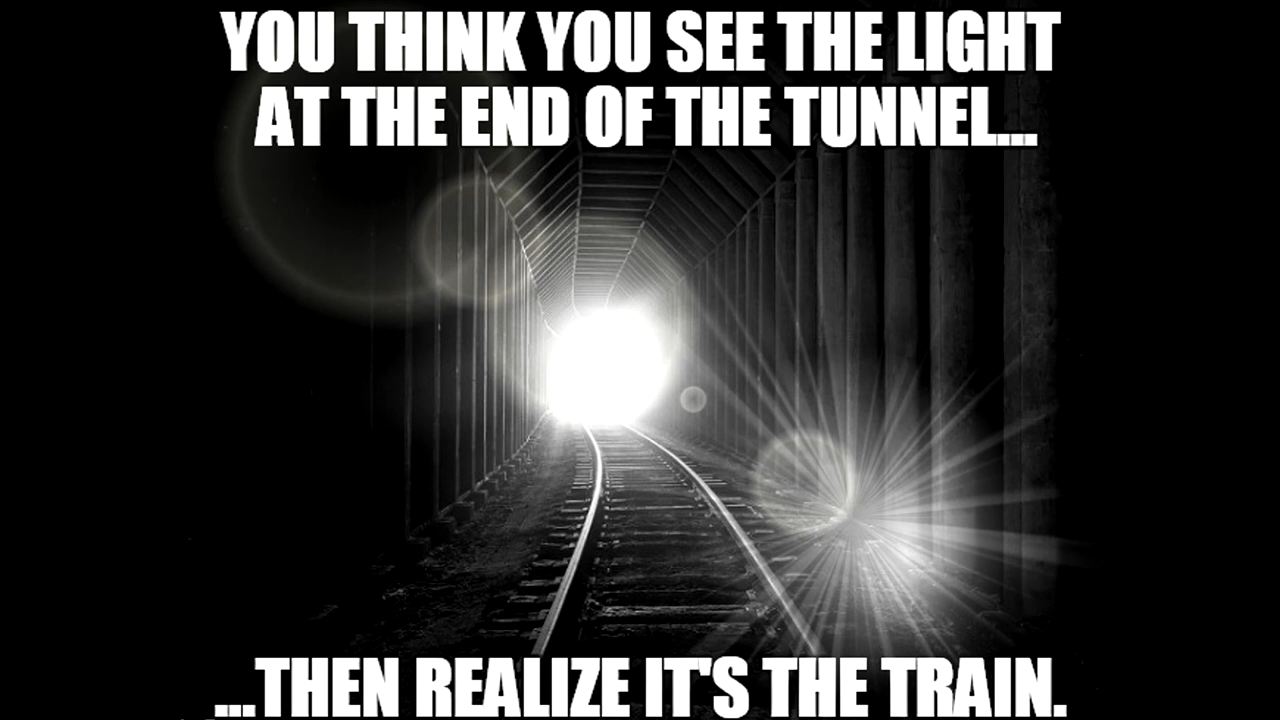 YOU THINK YOU SEE THE LIGHT
AT THE END OF THE TUNNEL...
...THEN REALIZE IT'S THE TRAIN.